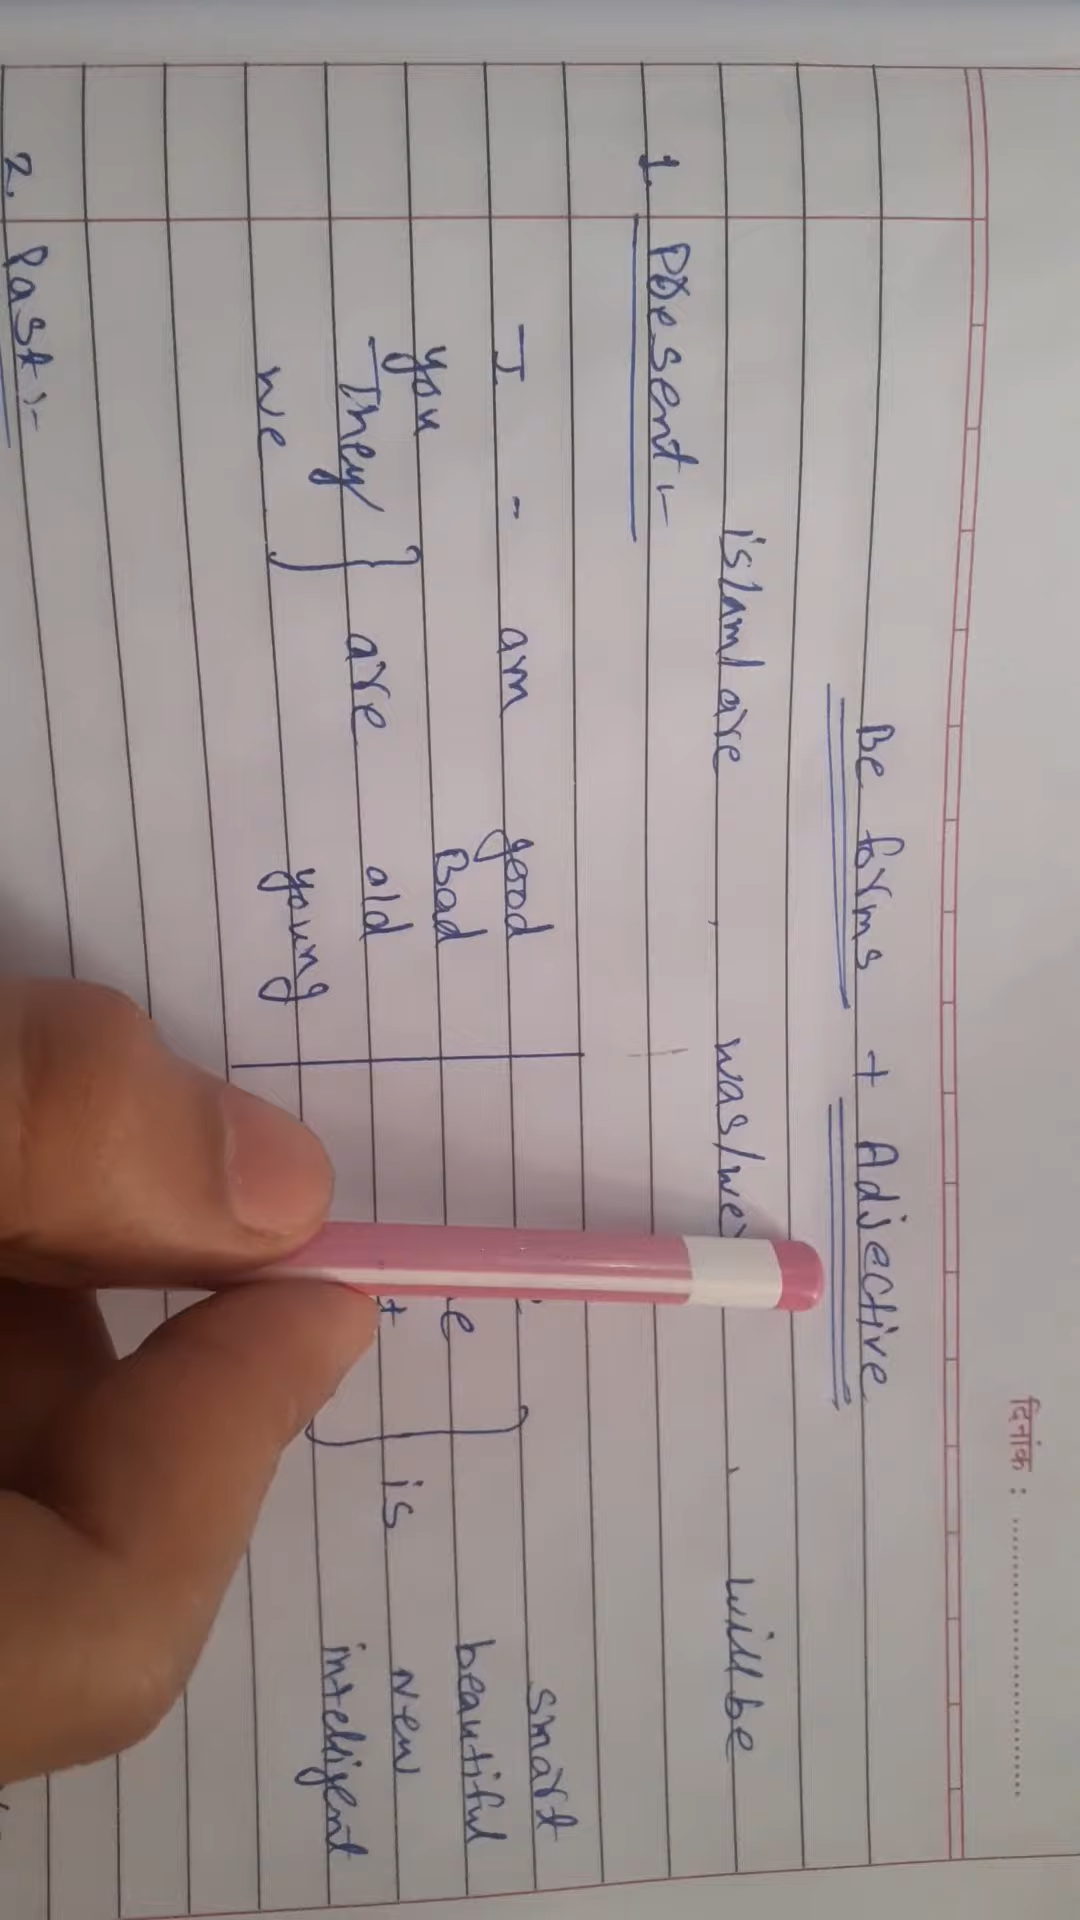 दिनांक : ..............................
Be forms + Adjective
is/am/are , was/we , will be
1. Present :-
I - am good smart
you Bad e beautiful
They } are old t is New
we young intelligent
2. Past :-